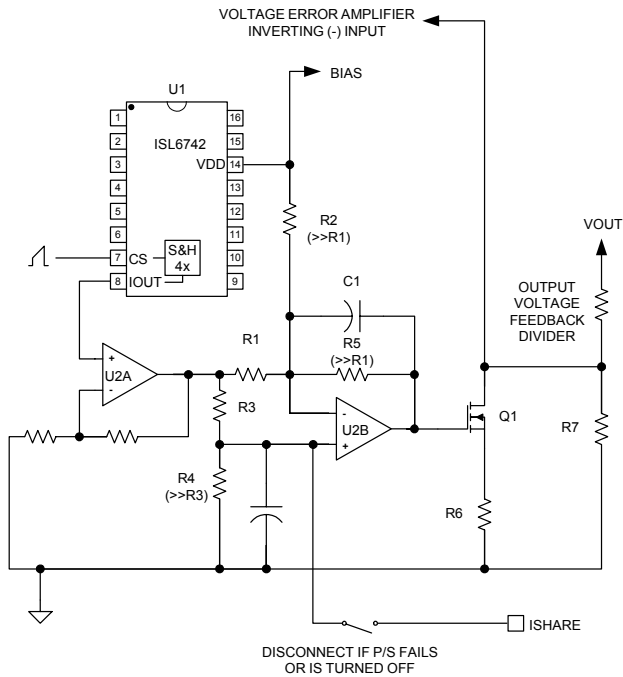 VOLTAGE ERROR AMPLIFIER
INVERTING (-) INPUT
BIAS
U1
1
16
ISL6742
2
15
3
VDD
14
4
13
5
12
6
11
7
CS
S&H
4x
10
8
IOUT
9
R2
(>>R1)
VOUT
C1
OUTPUT
VOLTAGE
FEEDBACK
DIVIDER
R1
R5
(>>R1)
+
U2A
-
R3
-
U2B
+
Q1
R7
R4
(>>R3)
R6
ISHARE
DISCONNECT IF P/S FAILS
OR IS TURNED OFF